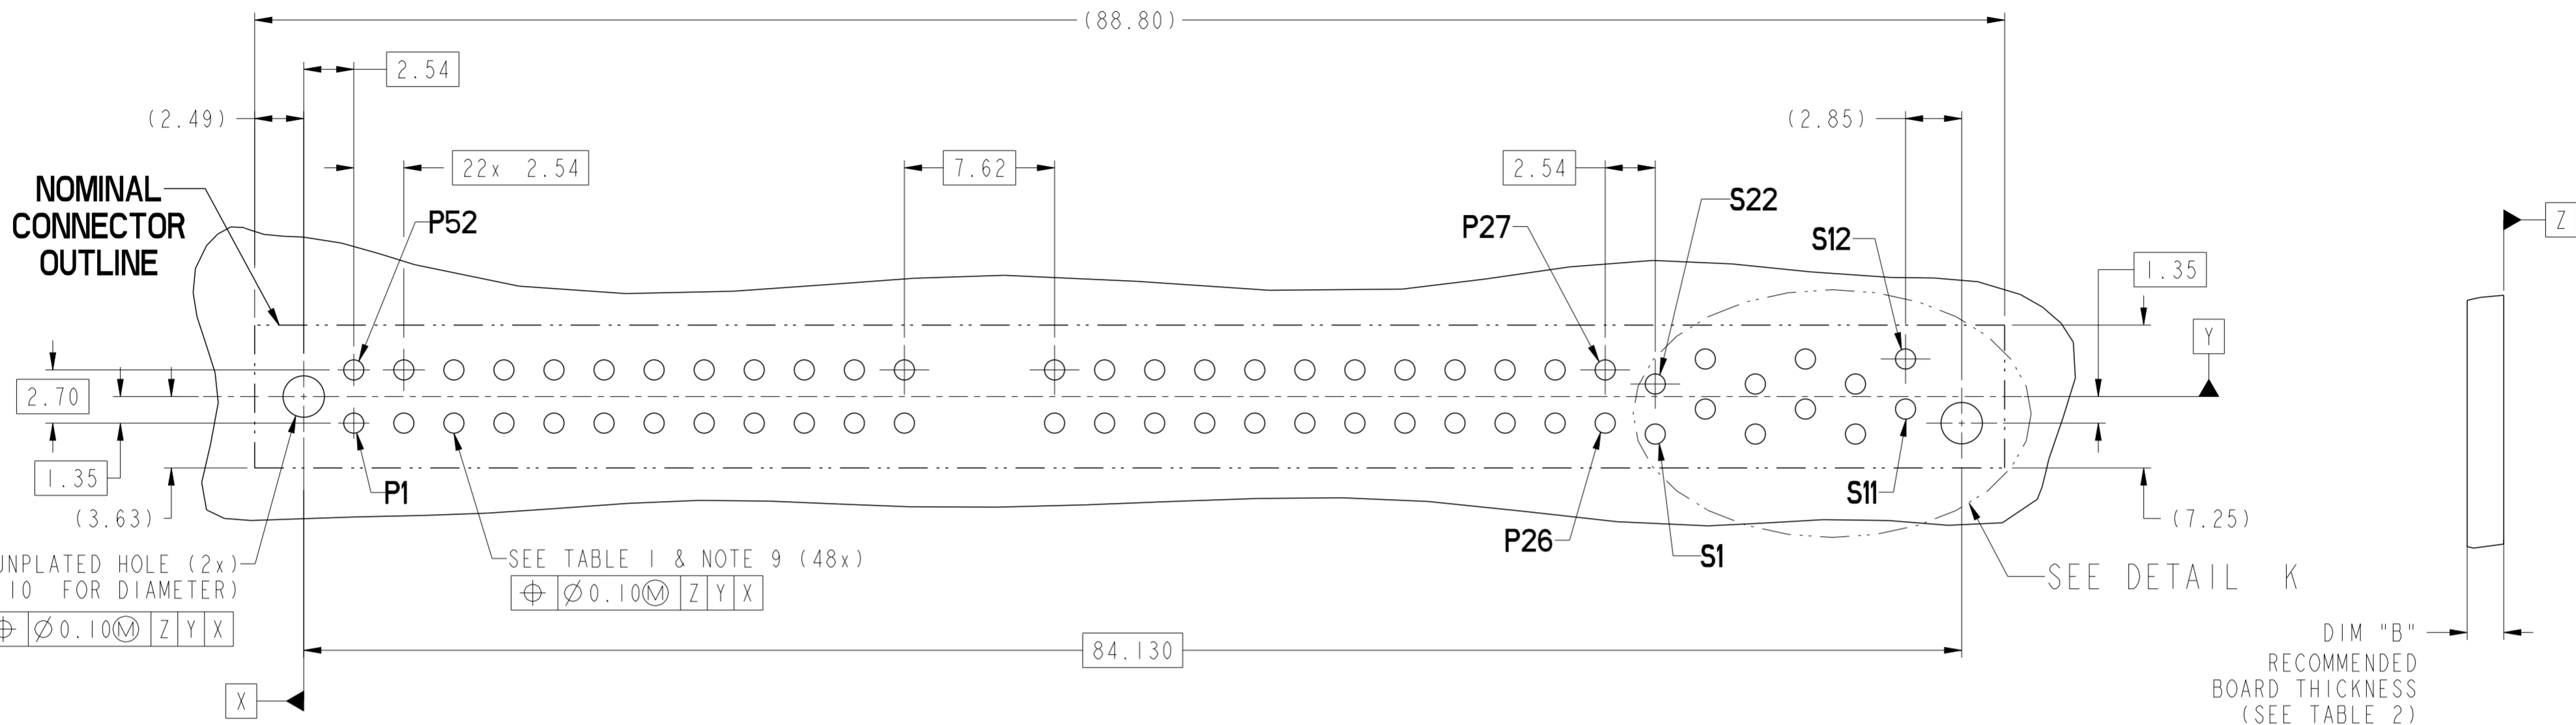 (88.80)
2.54
(2.49)
(2.85)
22x 2.54
7.62
2.54
NOMINAL
CONNECTOR
OUTLINE
P52
P27
S22
S12
Z
1.35
Y
2.70
1.35
P1
(3.63)
S11
(7.25)
P26
S1
UNPLATED HOLE (2x)
10 FOR DIAMETER)
⌀0.10Ⓜ Z Y X
SEE TABLE 1 & NOTE 9 (48x)
⌖ ⌀0.10Ⓜ Z Y X
SEE DETAIL K
84.130
X
DIM "B"
RECOMMENDED
BOARD THICKNESS
(SEE TABLE 2)